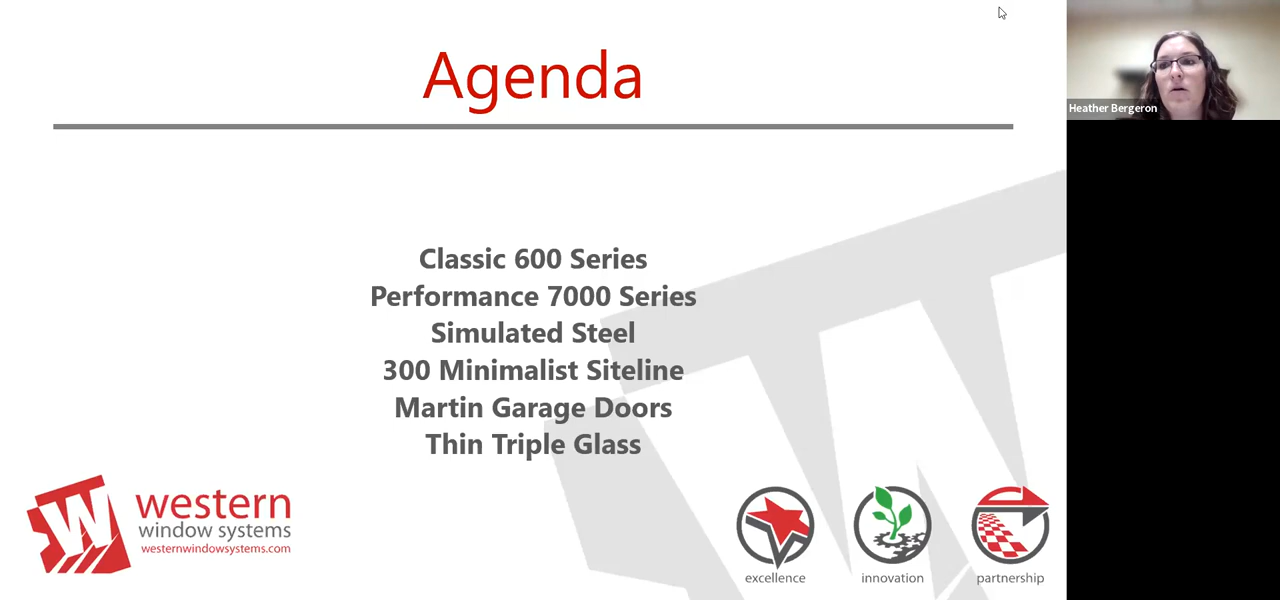 Agenda
Heather Bergeron
Classic 600 Series
Performance 7000 Series
Simulated Steel
300 Minimalist Siteline
Martin Garage Doors
Thin Triple Glass
W western
window systems
westernwindowsystems.com
excellence
innovation
partnership